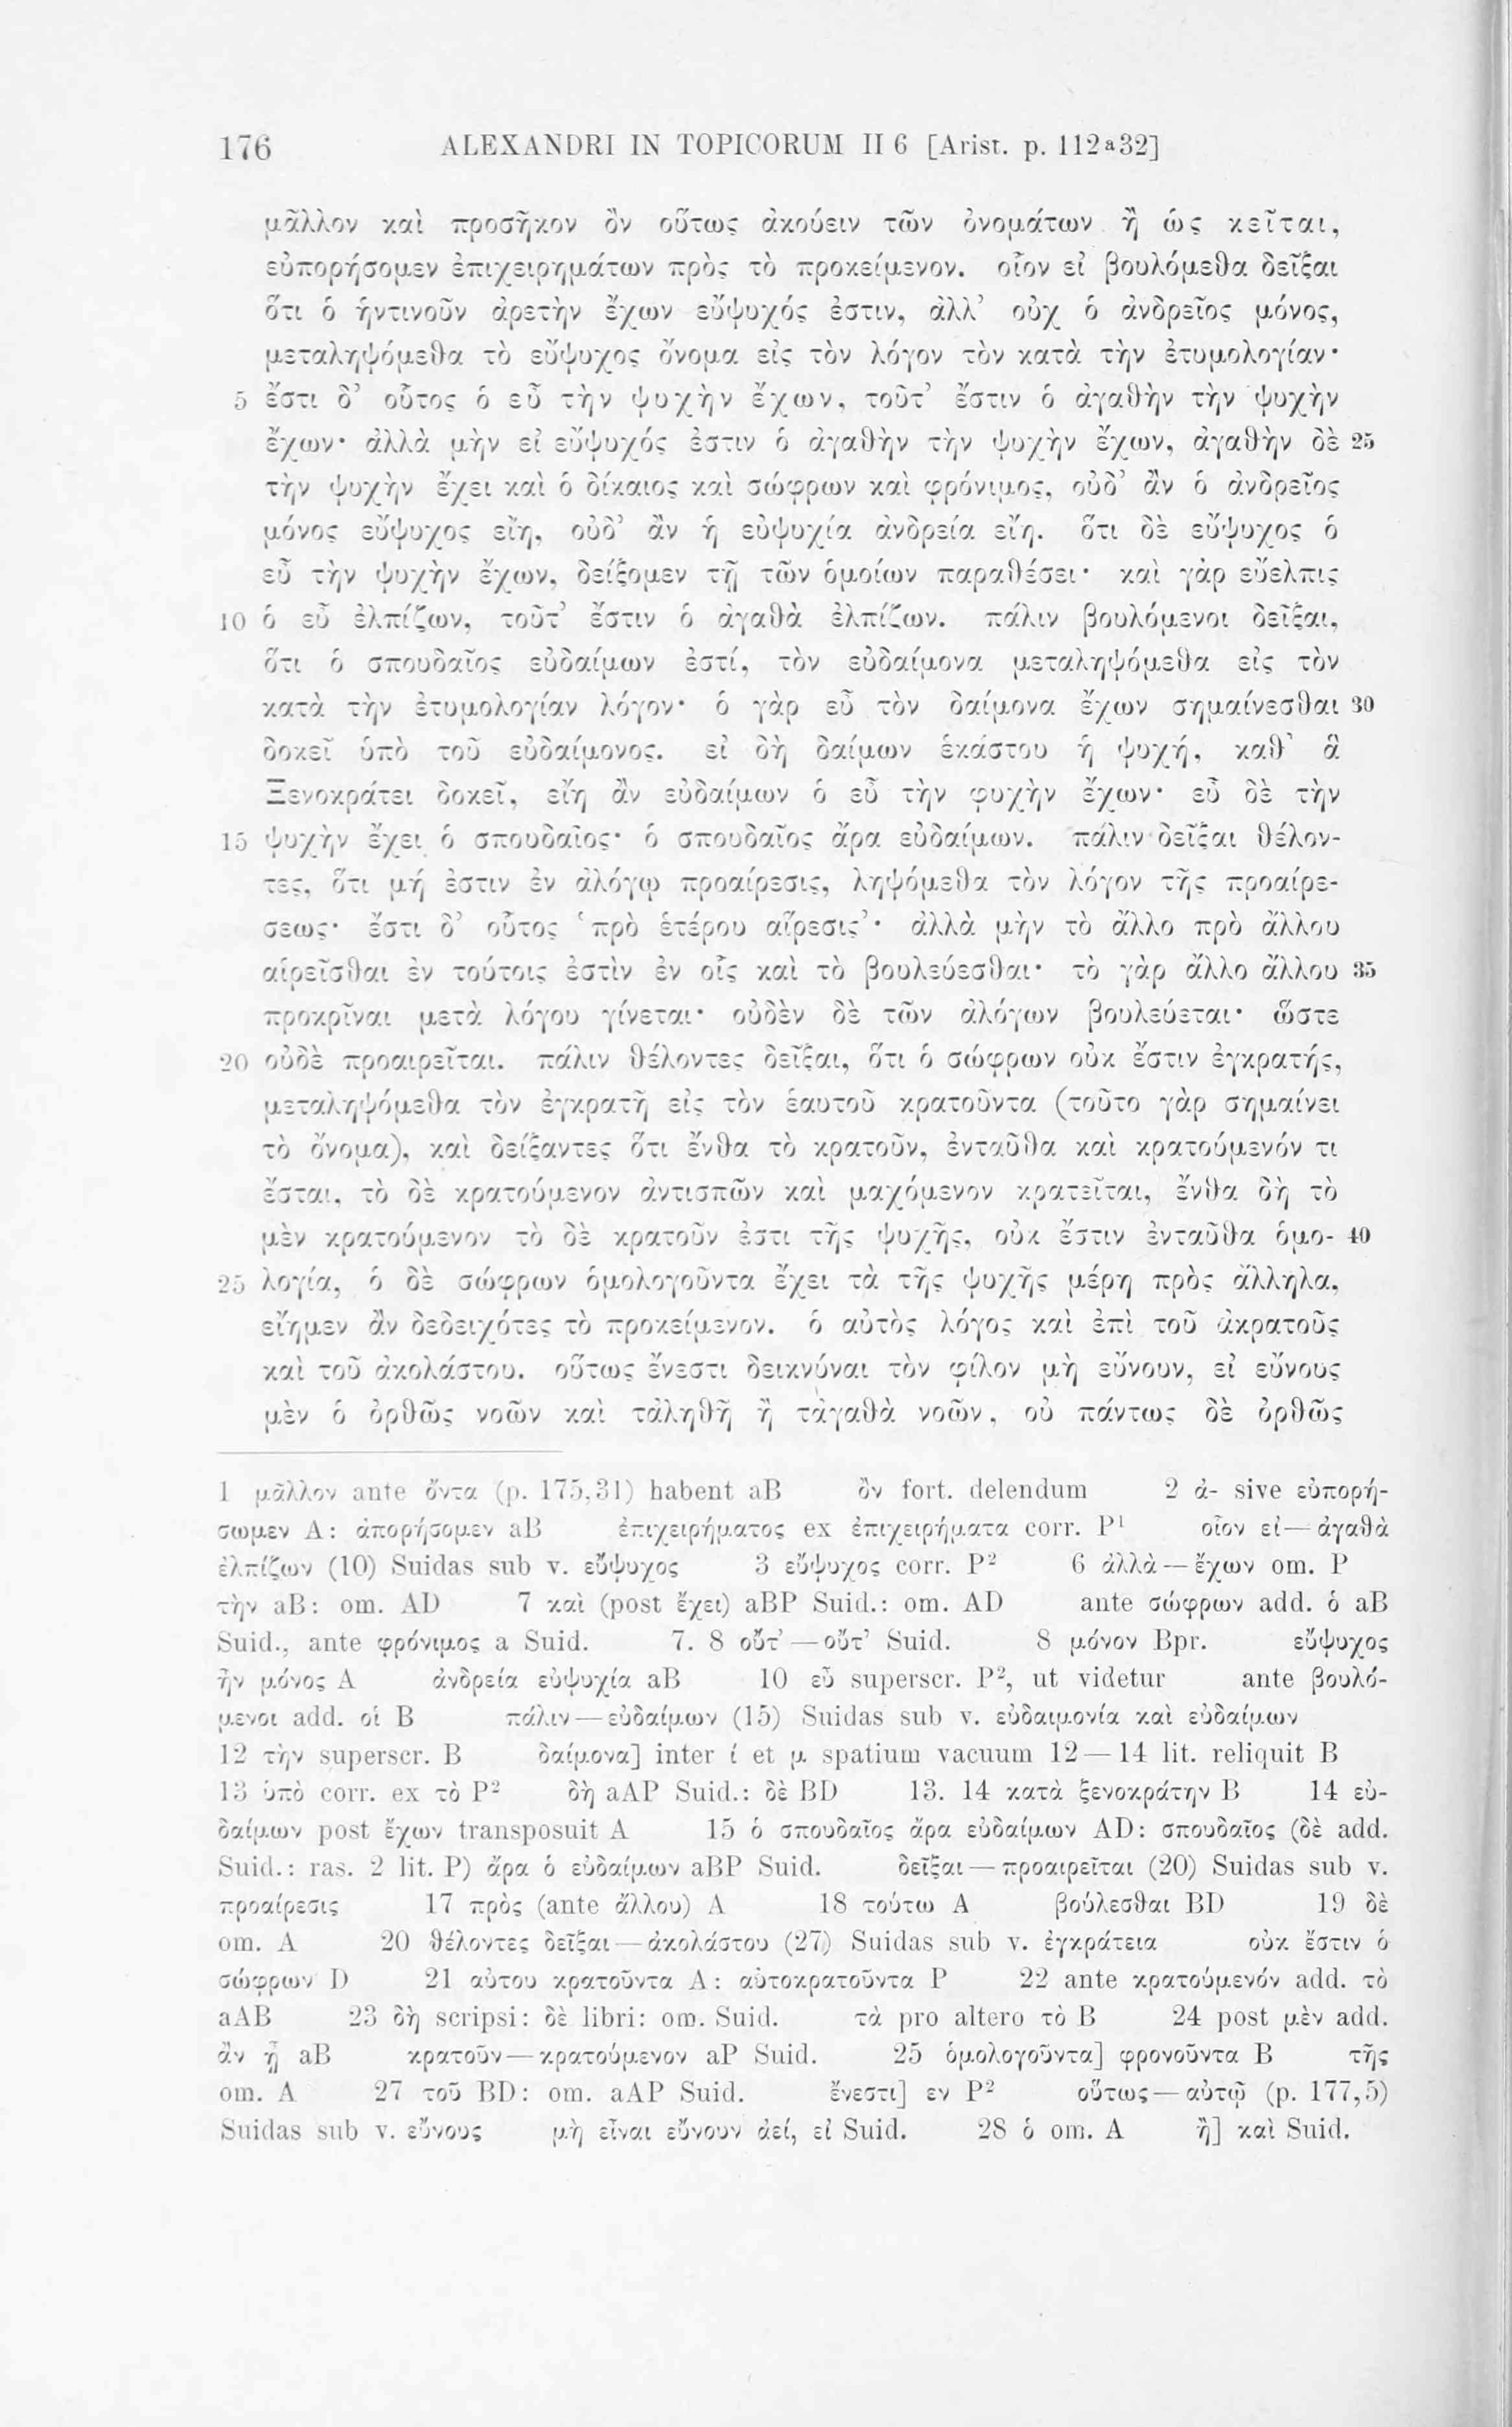 176 ALEXANDRI IN TOPICORUM II 6 [Arist. p. 112a32]
μᾶλλον καὶ προσῆκον ὂν οὕτως ἀκούειν τῶν ὀνομάτων ἢ ὡς κεῖται,
εὐπορήσομεν ἐπιχειρημάτων πρὸς τὸ προκείμενον. οἷον εἰ βουλόμεθα δεῖξαι
ὅτι ὁ ἡντινοῦν ἀρετὴν ἔχων εὔψυχός ἐστιν, ἀλλ’ οὐχ ὁ ἀνδρεῖος μόνος,
μεταληψόμεθα τὸ εὔψυχος ὄνομα εἰς τὸν λόγον τὸν κατὰ τὴν ἐτυμολογίαν·
5 ἔστι δ’ οὗτος ὁ εὖ τὴν ψυχὴν ἔχων, τοῦτ’ ἔστιν ὁ ἀγαθὴν τὴν ψυχὴν
ἔχων· ἀλλὰ μὴν εἰ εὔψυχός ἐστιν ὁ ἀγαθὴν τὴν ψυχὴν ἔχων, ἀγαθὴν δὲ 25
τὴν ψυχὴν ἔχει καὶ ὁ δίκαιος καὶ σώφρων καὶ φρόνιμος, οὐδ’ ἂν ὁ ἀνδρεῖος
μόνος εὔψυχος εἴη, οὐδ’ ἂν ἡ εὐψυχία ἀνδρεία εἴη. ὅτι δὲ εὔψυχος ὁ
εὖ τὴν ψυχὴν ἔχων, δείξομεν τῇ τῶν ὁμοίων παραθέσει· καὶ γὰρ εὔελπις
10 ὁ εὖ ἐλπίζων, τοῦτ’ ἔστιν ὁ ἀγαθὰ ἐλπίζων. πάλιν βουλόμενοι δεῖξαι,
ὅτι ὁ σπουδαῖος εὐδαίμων ἐστί, τὸν εὐδαίμονα μεταληψόμεθα εἰς τὸν
κατὰ τὴν ἐτυμολογίαν λόγον· ὁ γὰρ εὖ τὸν δαίμονα ἔχων σημαίνεσθαι 30
δοκεῖ ὑπὸ τοῦ εὐδαίμονος. εἰ δὴ δαίμων ἑκάστου ἡ ψυχή, καθ’ ἃ
Ξενοκράτει δοκεῖ, εἴη ἂν εὐδαίμων ὁ εὖ τὴν φυχὴν ἔχων· εὖ δὲ τὴν
15 ψυχὴν ἔχει ὁ σπουδαῖος· ὁ σπουδαῖος ἄρα εὐδαίμων. πάλιν δεῖξαι θέλον-
τες, ὅτι μή ἐστιν ἐν ἀλόγῳ προαίρεσις, ληψόμεθα τὸν λόγον τῆς προαίρε-
σεως· ἔστι δ’ οὗτος ‘πρὸ ἑτέρου αἵρεσις’· ἀλλὰ μὴν τὸ ἄλλο πρὸ ἄλλου
αἱρεῖσθαι ἐν τούτοις ἐστὶν ἐν οἷς καὶ τὸ βουλεύεσθαι· τὸ γὰρ ἄλλο ἄλλου 35
προκρῖναι μετὰ λόγου γίνεται· οὐδὲν δὲ τῶν ἀλόγων βουλεύεται· ὥστε
20 οὐδὲ προαιρεῖται. πάλιν θέλοντες δεῖξαι, ὅτι ὁ σώφρων οὐκ ἔστιν ἐγκρατής,
μεταληψόμεθα τὸν ἐγκρατῆ εἰς τὸν ἑαυτοῦ κρατοῦντα (τοῦτο γὰρ σημαίνει
τὸ ὄνομα), καὶ δείξαντες ὅτι ἔνθα τὸ κρατοῦν, ἐνταῦθα καὶ κρατούμενόν τι
ἔσται, τὸ δὲ κρατούμενον ἀντισπῶν καὶ μαχόμενον κρατεῖται, ἔνθα δὴ τὸ
μὲν κρατούμενον τὸ δὲ κρατοῦν ἐστι τῆς ψυχῆς, οὐκ ἔστιν ἐνταῦθα ὁμο- 40
25 λογία, ὁ δὲ σώφρων ὁμολογοῦντα ἔχει τὰ τῆς ψυχῆς μέρη πρὸς ἄλληλα,
εἴημεν ἂν δεδειχότες τὸ προκείμενον. ὁ αὐτὸς λόγος καὶ ἐπὶ τοῦ ἀκρατοῦς
καὶ τοῦ ἀκολάστου. οὕτως ἔνεστι δεικνύναι τὸν φίλον μὴ εὔνουν, εἰ εὔνους
μὲν ὁ ὀρθῶς νοῶν καὶ τἀληθῆ ἢ τἀγαθὰ νοῶν, οὐ πάντως δὲ ὀρθῶς
1 μᾶλλον ante ὄντα (p. 175,31) habent aB ὂν fort. delendum 2 ἀ- sive εὐπορή-
σωμεν A: ἀπορήσομεν aB ἐπιχειρήματος ex ἐπιχειρήματα corr. P¹ οἷον εἰ — ἀγαθὰ
ἐλπίζων (10) Suidas sub v. εὔψυχος 3 εὔψυχος corr. P² 6 ἀλλὰ — ἔχων om. P
τὴν aB: om. AD 7 καὶ (post ἔχει) aBP Suid.: om. AD ante σώφρων add. ὁ aB
Suid., ante φρόνιμος a Suid. 7. 8 οὔτ’ — οὔτ’ Suid. 8 μόνον Bpr. εὔψυχος
ἦν μόνος A ἀνδρεία εὐψυχία aB 10 εὖ superscr. P², ut videtur ante βουλό-
μενοι add. οἱ B πάλιν — εὐδαίμων (15) Suidas sub v. εὐδαιμονία καὶ εὐδαίμων
12 τὴν superscr. B δαίμονα] inter ί et μ spatium vacuum 12 — 14 lit. reliquit B
13 ὑπὸ corr. ex τὸ P² δὴ aAP Suid.: δὲ BD 13. 14 κατὰ ξενοκράτην B 14 εὐ-
δαίμων post ἔχων transposuit A 15 ὁ σπουδαῖος ἄρα εὐδαίμων AD: σπουδαῖος (δὲ add.
Suid.: ras. 2 lit. P) ἄρα ὁ εὐδαίμων aBP Suid. δεῖξαι — προαιρεῖται (20) Suidas sub v.
προαίρεσις 17 πρὸς (ante ἄλλου) A 18 τούτω A βούλεσθαι BD 19 δὲ
om. A 20 θέλοντες δεῖξαι — ἀκολάστου (27) Suidas sub v. ἐγκράτεια οὐκ ἔστιν ὁ
σώφρων D 21 αὐτου κρατοῦντα A: αὐτοκρατοῦντα P 22 ante κρατούμενόν add. τὸ
aAB 23 δὴ scripsi: δὲ libri: om. Suid. τὰ pro altero τὸ B 24 post μὲν add.
ἂν ᾖ aB κρατοῦν — κρατούμενον aP Suid. 25 ὁμολογοῦντα] φρονοῦντα B τῆς
om. A 27 τοῦ BD: om. aAP Suid. ἔνεστι] εν P² οὕτως — αὐτῷ (p. 177,5)
Suidas sub v. εὔνους μὴ εἶναι εὔνουν ἀεί, εἰ Suid. 28 ὁ om. A ἢ] καὶ Suid.